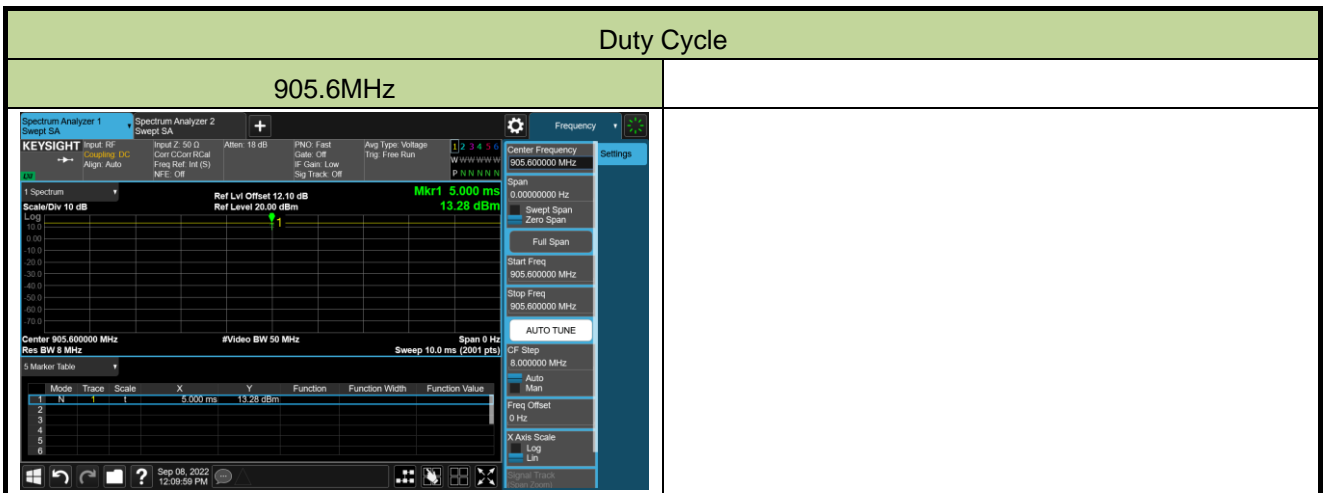 Duty Cycle
905.6MHz
Spectrum Analyzer 1
Swept SA
Spectrum Analyzer 2
Swept SA
+
Frequency
KEYSIGHT
Input: RF
Coupling: DC
Align: Auto
Input Z: 50 Ω
Corr CCorr RCal
Freq Ref: Int (S)
NFE: Off
Atten: 18 dB
PNO: Fast
Gate: Off
IF Gain: Low
Sig Track: Off
Avg Type: Voltage
Trig: Free Run
1 2 3 4 5 6
W W W W W W
P N N N N N
Center Frequency
905.600000 MHz
Settings
Span
0.00000000 Hz
Swept Span
Zero Span
Full Span
Start Freq
905.600000 MHz
Stop Freq
905.600000 MHz
AUTO TUNE
CF Step
8.000000 MHz
Auto
Man
Freq Offset
0 Hz
X Axis Scale
Log
Lin
Signal Track
(Span Zoom)
LXI
1 Spectrum
Scale/Div 10 dB
Ref Lvl Offset 12.10 dB
Ref Level 20.00 dBm
Mkr1 5.000 ms
13.28 dBm
Log
1
10.0
0.00
-10.0
-20.0
-30.0
-40.0
-50.0
-60.0
-70.0
Center 905.600000 MHz
#Video BW 50 MHz
Span 0 Hz
Res BW 8 MHz
Sweep 10.0 ms (2001 pts)
5 Marker Table
Mode Trace Scale X Y Function Function Width Function Value
1 N 1 t 5.000 ms 13.28 dBm
2
3
4
5
6
?
Sep 08, 2022
12:09:59 PM